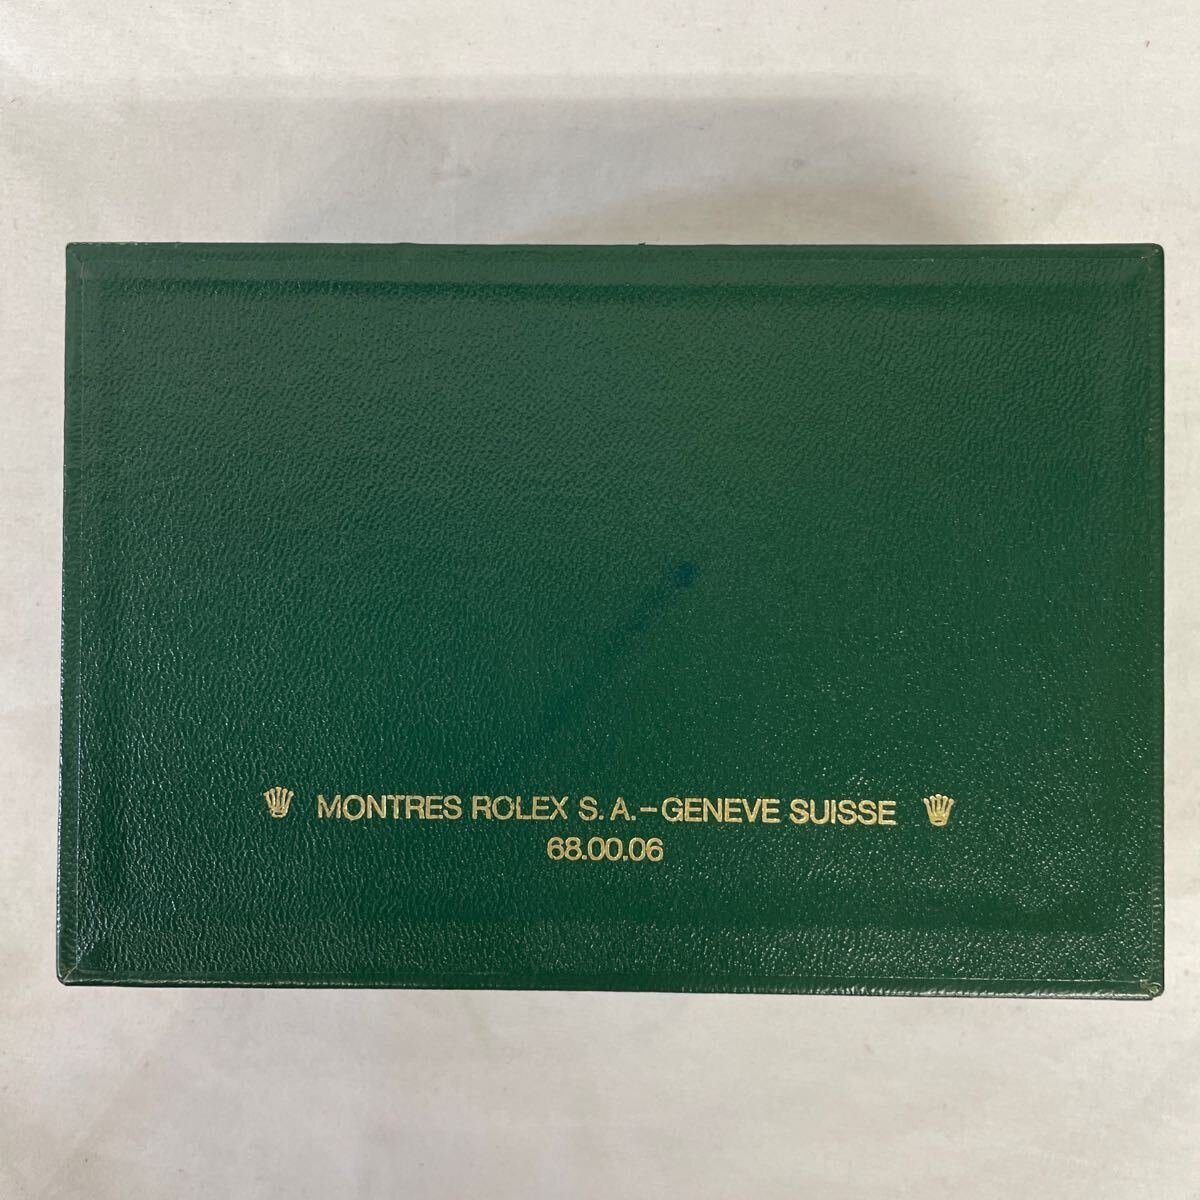 MONTRES ROLEX S.A.-GENEVE SUISSE
68.00.06